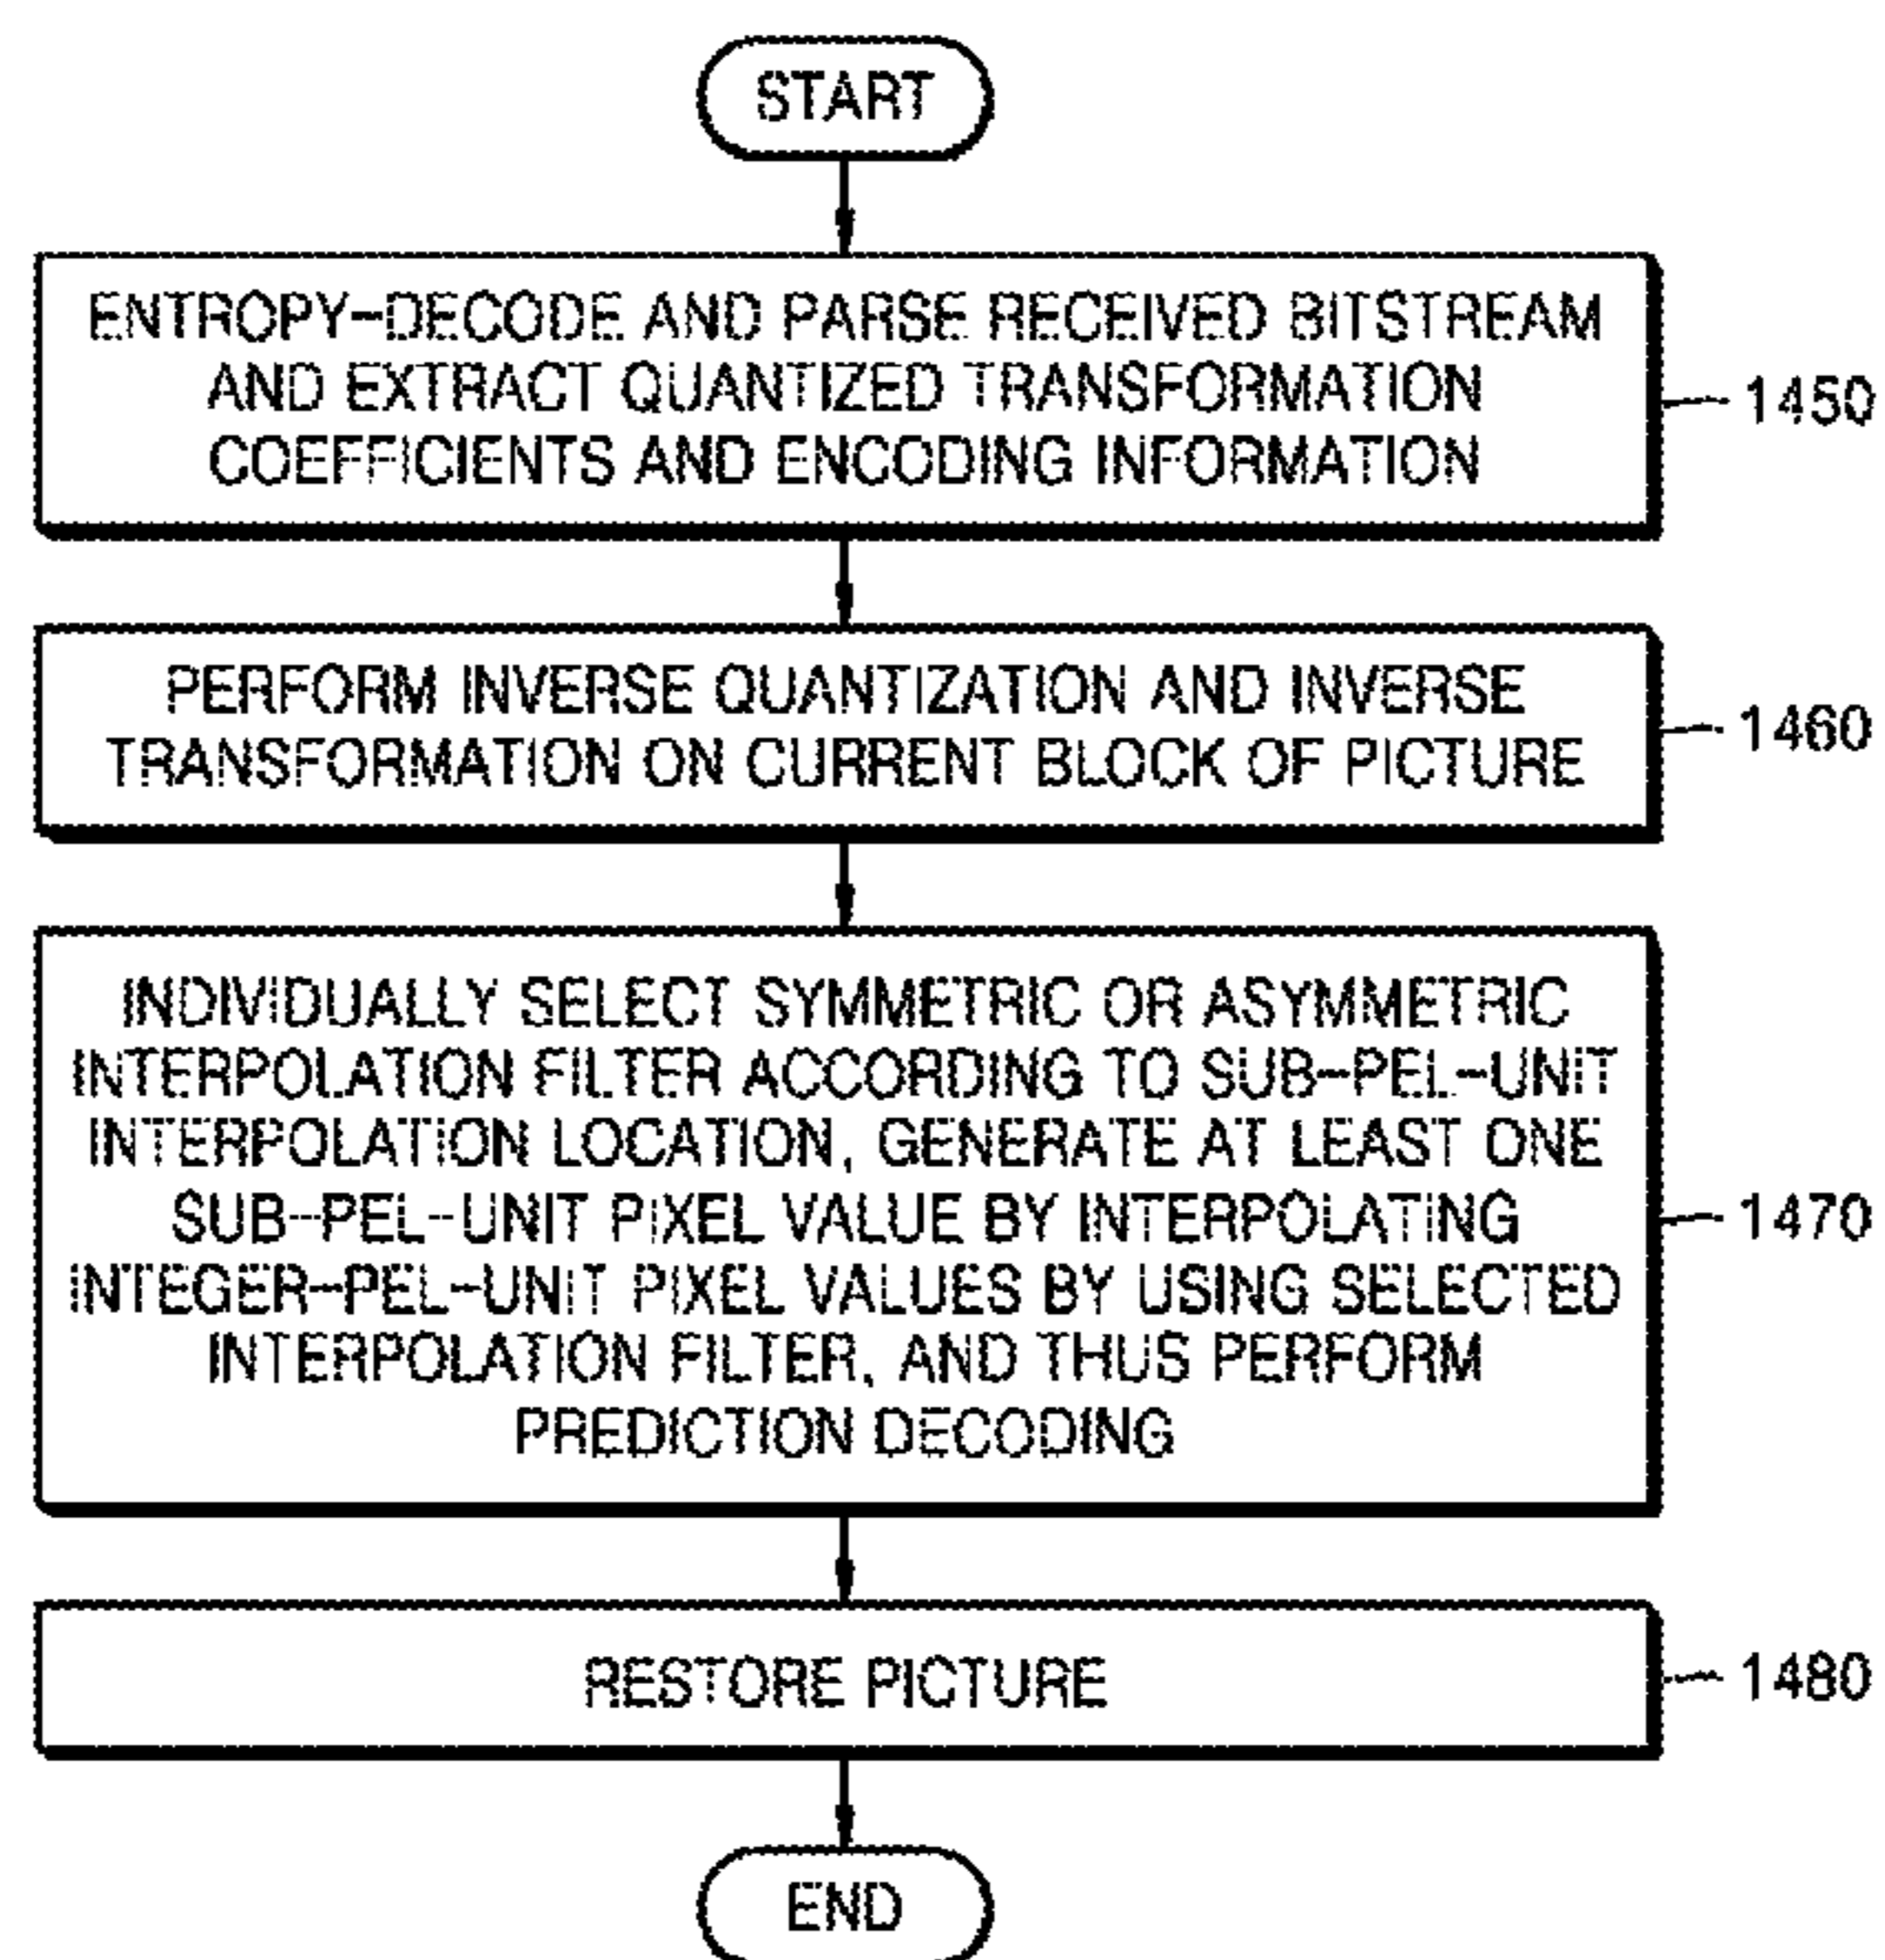 START
ENTROPY-DECODE AND PARSE RECEIVED BITSTREAM
AND EXTRACT QUANTIZED TRANSFORMATION
COEFFICIENTS AND ENCODING INFORMATION
1450
PERFORM INVERSE QUANTIZATION AND INVERSE
TRANSFORMATION ON CURRENT BLOCK OF PICTURE
1460
INDIVIDUALLY SELECT SYMMETRIC OR ASYMMETRIC
INTERPOLATION FILTER ACCORDING TO SUB-PEL-UNIT
INTERPOLATION LOCATION, GENERATE AT LEAST ONE
SUB-PEL-UNIT PIXEL VALUE BY INTERPOLATING
INTEGER-PEL-UNIT PIXEL VALUES BY USING SELECTED
INTERPOLATION FILTER, AND THUS PERFORM
PREDICTION DECODING
1470
RESTORE PICTURE
1480
END